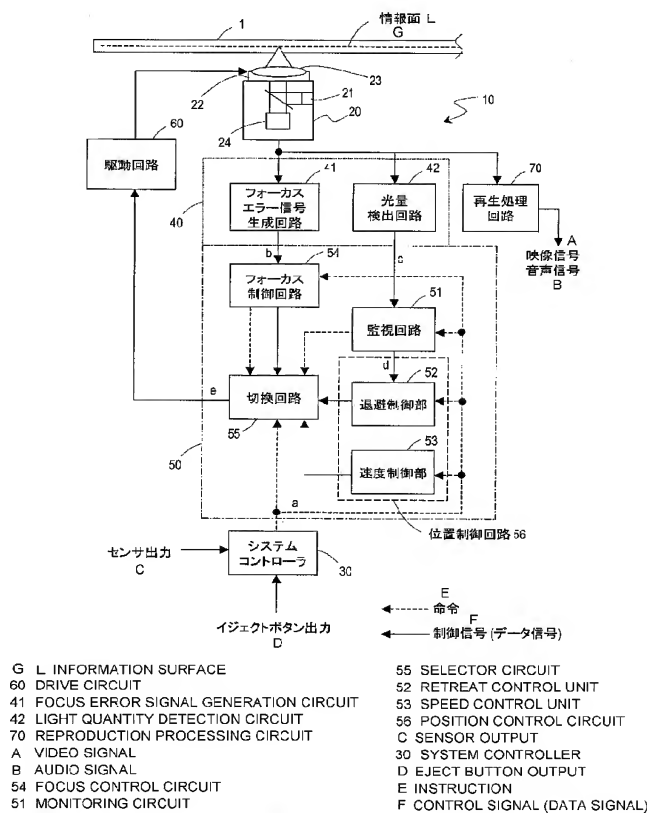 1
情報面 L
G
22
23
21
20
24
10
60
駆動回路
41
42
70
フォーカス
エラー信号
生成回路
光量
検出回路
再生処理
回路
40
A
映像信号
音声信号
B
b
54
c
フォーカス
制御回路
51
監視回路
d
e
切換回路
55
52
退避制御部
53
速度制御部
50
a
位置制御回路 56
センサ出力
C
システム
コントローラ
30
イジェクトボタン出力
D
E
命令
F
制御信号 (データ信号)
G L INFORMATION SURFACE
60 DRIVE CIRCUIT
41 FOCUS ERROR SIGNAL GENERATION CIRCUIT
42 LIGHT QUANTITY DETECTION CIRCUIT
70 REPRODUCTION PROCESSING CIRCUIT
A VIDEO SIGNAL
B AUDIO SIGNAL
54 FOCUS CONTROL CIRCUIT
51 MONITORING CIRCUIT
55 SELECTOR CIRCUIT
52 RETREAT CONTROL UNIT
53 SPEED CONTROL UNIT
56 POSITION CONTROL CIRCUIT
C SENSOR OUTPUT
30 SYSTEM CONTROLLER
D EJECT BUTTON OUTPUT
E INSTRUCTION
F CONTROL SIGNAL (DATA SIGNAL)